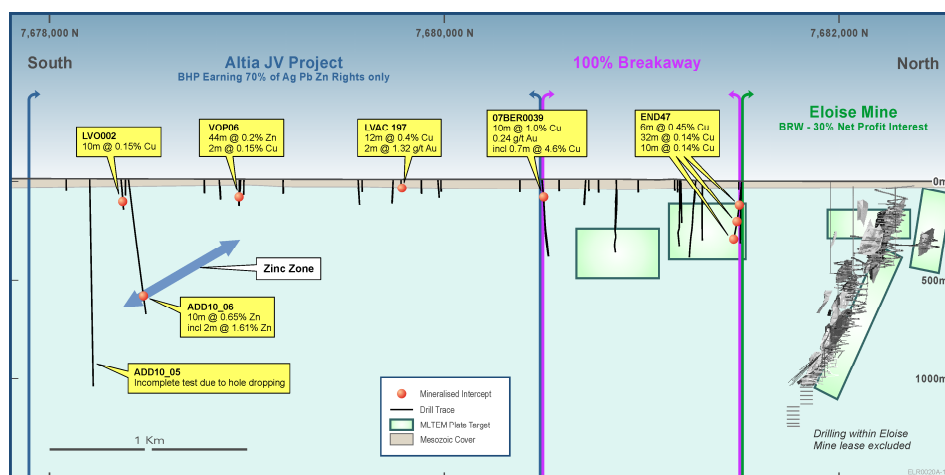 7,678,000 N
7,680,000 N
7,682,000 N
South
Altia JV Project
BHP Earning 70% of Ag Pb Zn Rights only
100% Breakaway
North
Eloise Mine
BRW - 30% Net Profit Interest
LVO002
10m @ 0.15% Cu
VOP06
44m @ 0.2% Zn
2m @ 0.15% Cu
LVAC 197
12m @ 0.4% Cu
2m @ 1.32 g/t Au
07BER0039
10m @ 1.0% Cu
0.24 g/t Au
incl 0.7m @ 4.6% Cu
END47
6m @ 0.45% Cu
32m @ 0.14% Cu
10m @ 0.14% Cu
0m
Zinc Zone
500m
ADD10_06
10m @ 0.65% Zn
incl 2m @ 1.61% Zn
ADD10_05
Incomplete test due to hole dropping
1000m
Mineralised Intercept
Drill Trace
MLTEM Plate Target
Mesozoic Cover
1 Km
Drilling within Eloise
Mine lease excluded
ELR0020A-1